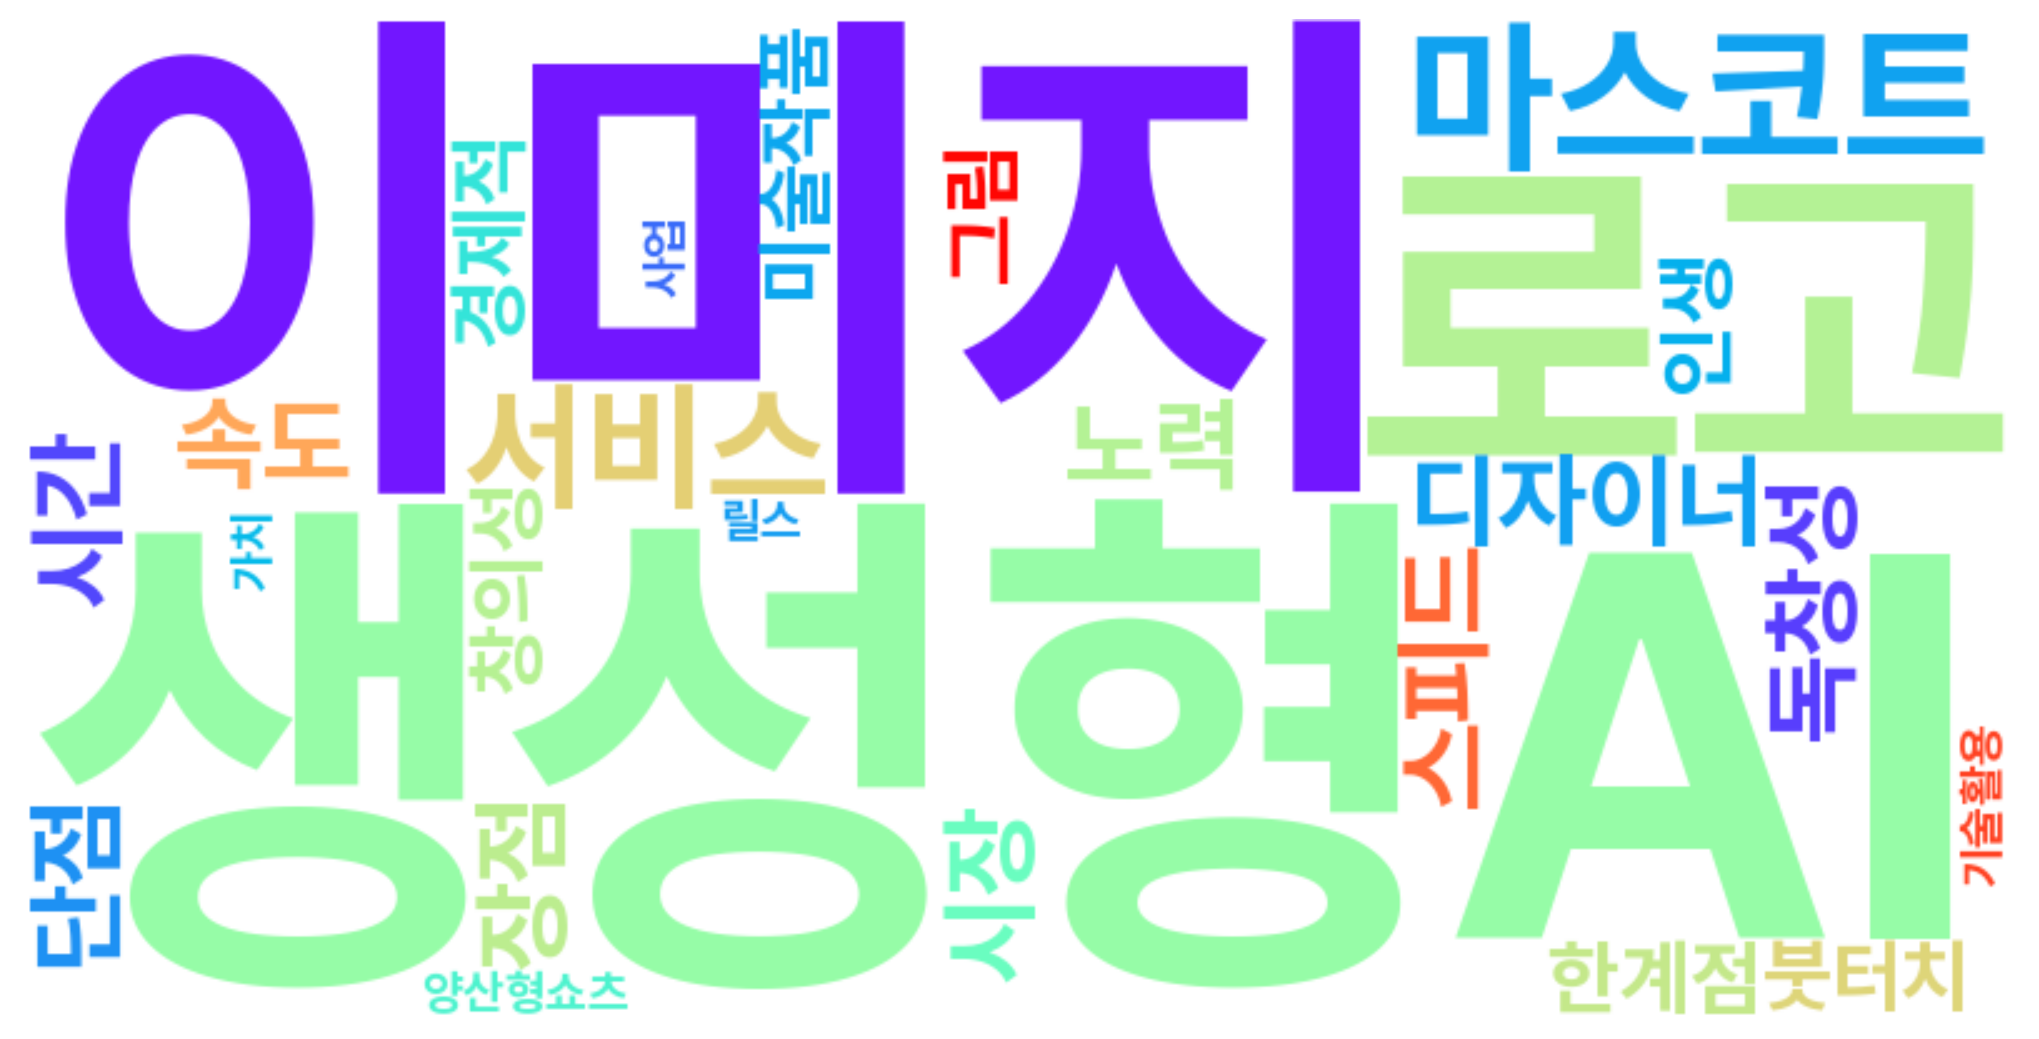 이미지
마스코트
경제적
사업
미술작품
그림
로고
인생
속도
서비스
노력
시간
가치
창의성
릴스
디자이너
독창성
생성형AI
스피드
기술활용
단점
장점
시장
양산형쇼츠
한계점
붓터치